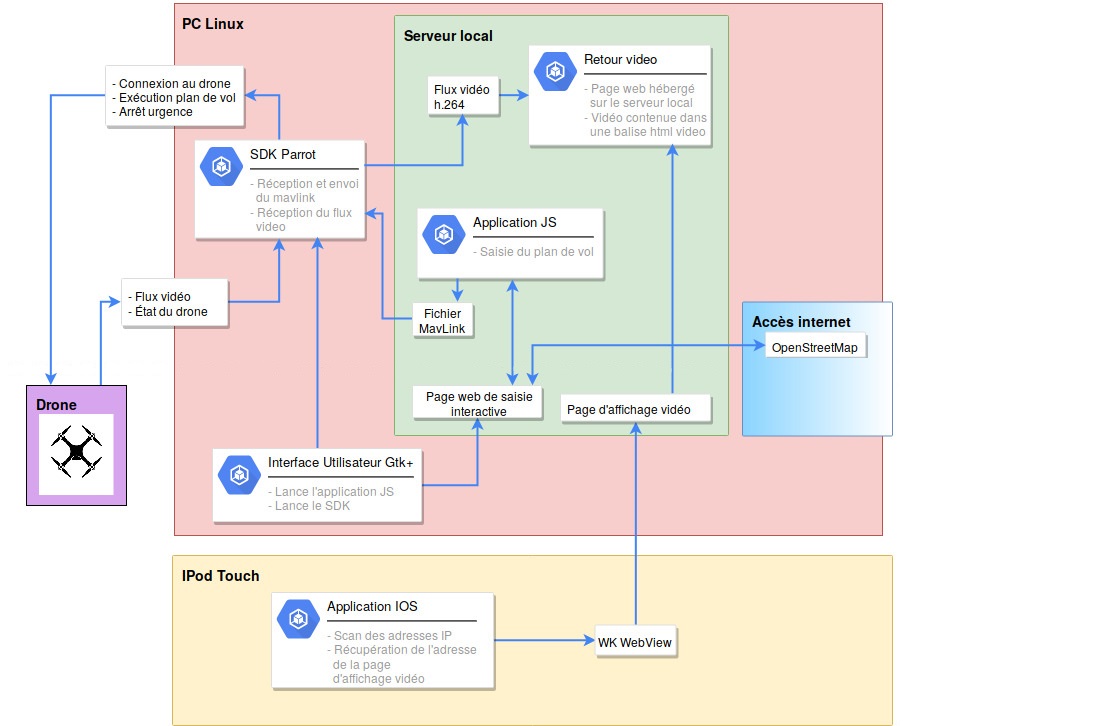 PC Linux
Serveur local
- Connexion au drone
- Exécution plan de vol
- Arrêt urgence
Flux vidéo
h.264
Retour video
- Page web hébergé
sur le serveur local
- Vidéo contenue dans
une balise html video
SDK Parrot
- Réception et envoi
du mavlink
- Réception du flux
video
Application JS
- Saisie du plan de vol
- Flux vidéo
- État du drone
Fichier
MavLink
Accès internet
OpenStreetMap
Page web de saisie
interactive
Page d'affichage vidéo
Drone
Interface Utilisateur Gtk+
- Lance l'application JS
- Lance le SDK
IPod Touch
Application IOS
- Scan des adresses IP
- Récupération de l'adresse
de la page
d'affichage vidéo
WK WebView